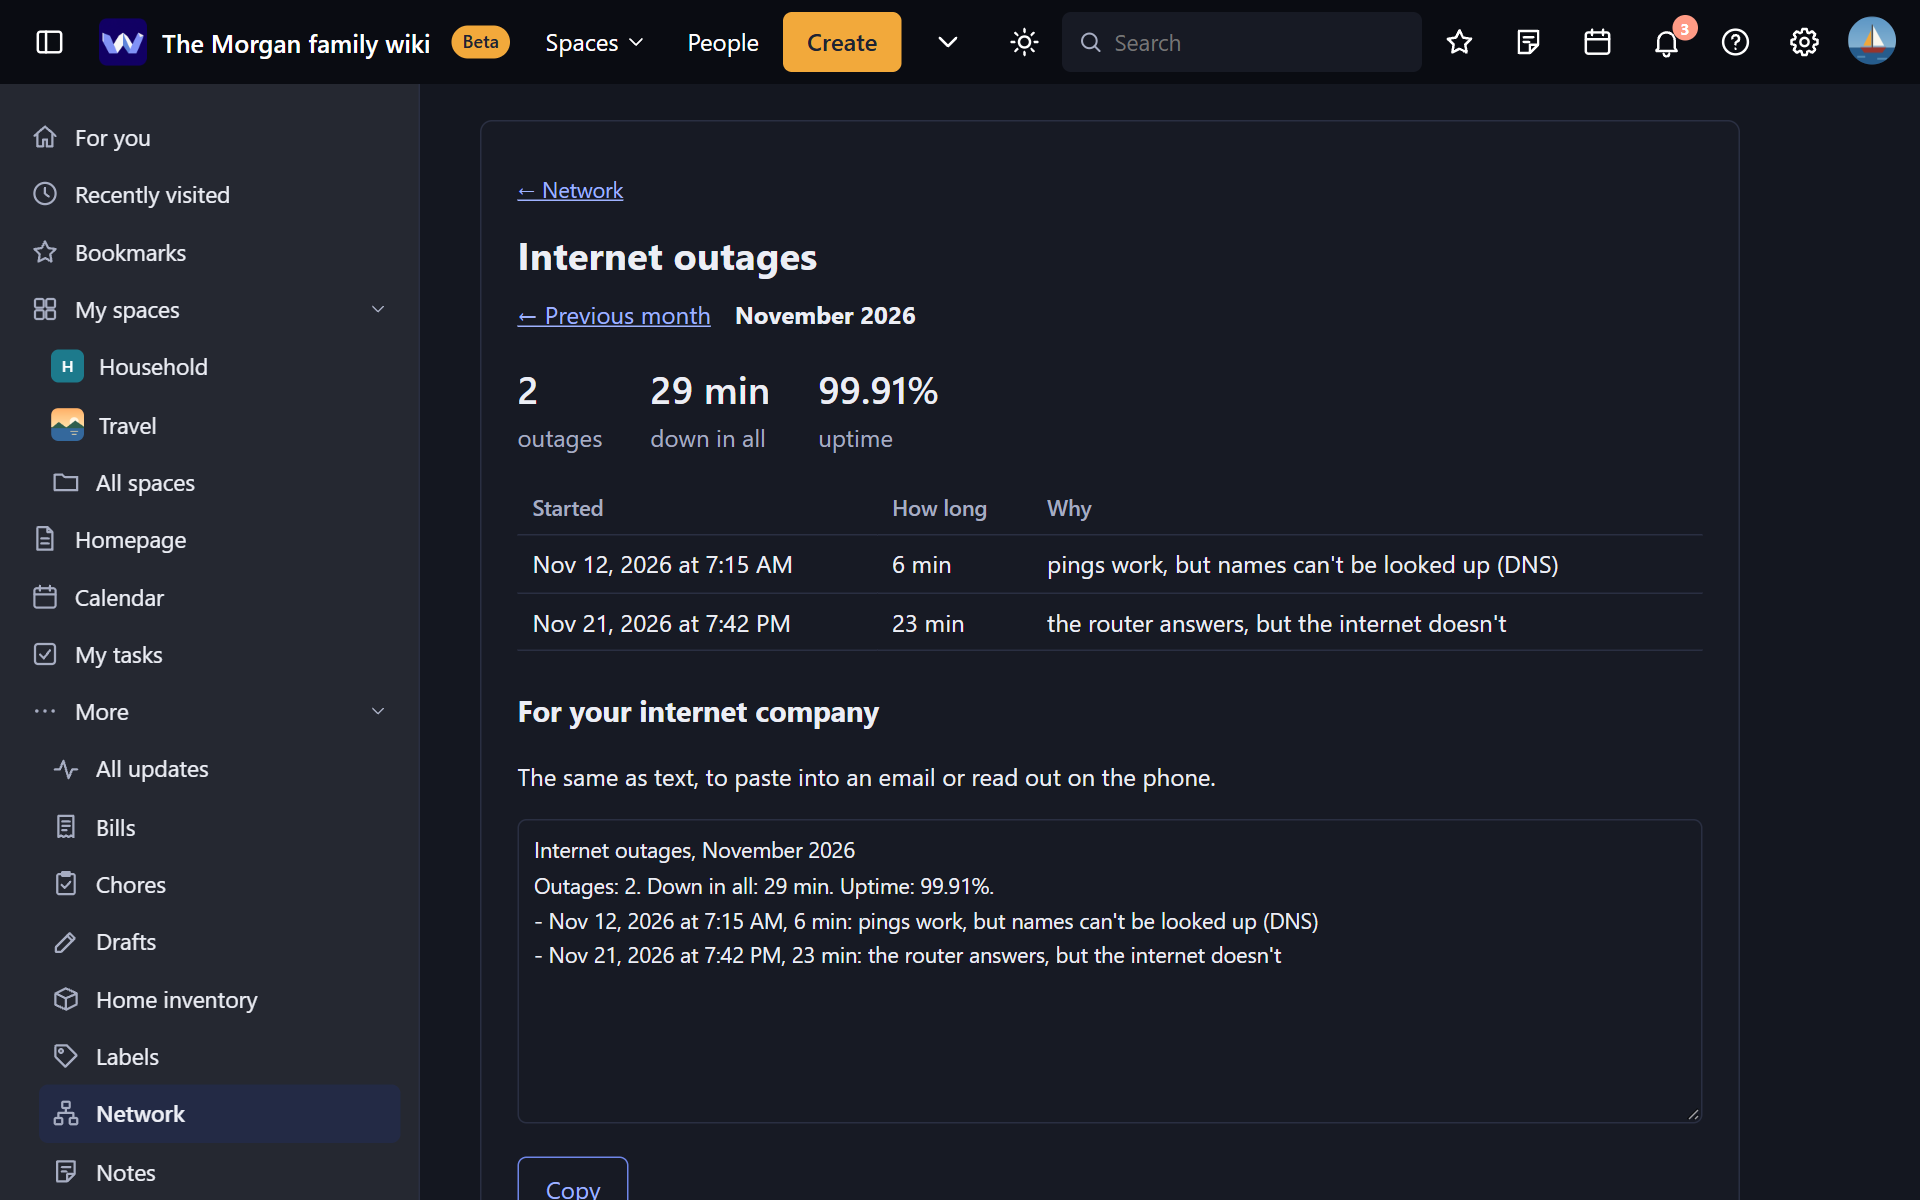 The Morgan family wiki
Beta
Spaces
People
Create
Search
3
For you
Recently visited
Bookmarks
My spaces
H Household
Travel
All spaces
Homepage
Calendar
My tasks
More
All updates
Bills
Chores
Drafts
Home inventory
Labels
Network
Notes
← Network
Internet outages
← Previous month November 2026
2 29 min 99.91%
outages down in all uptime
Started How long Why
Nov 12, 2026 at 7:15 AM 6 min pings work, but names can't be looked up (DNS)
Nov 21, 2026 at 7:42 PM 23 min the router answers, but the internet doesn't
For your internet company
The same as text, to paste into an email or read out on the phone.
Internet outages, November 2026
Outages: 2. Down in all: 29 min. Uptime: 99.91%.
- Nov 12, 2026 at 7:15 AM, 6 min: pings work, but names can't be looked up (DNS)
- Nov 21, 2026 at 7:42 PM, 23 min: the router answers, but the internet doesn't
Copy